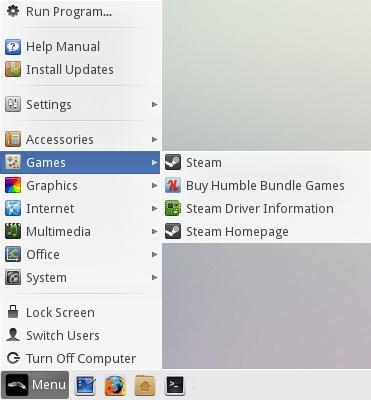 Run Program...
Help Manual
Install Updates
Settings
Accessories
Games
Graphics
Internet
Multimedia
Office
System
Lock Screen
Switch Users
Turn Off Computer
Steam
Buy Humble Bundle Games
Steam Driver Information
Steam Homepage
Menu